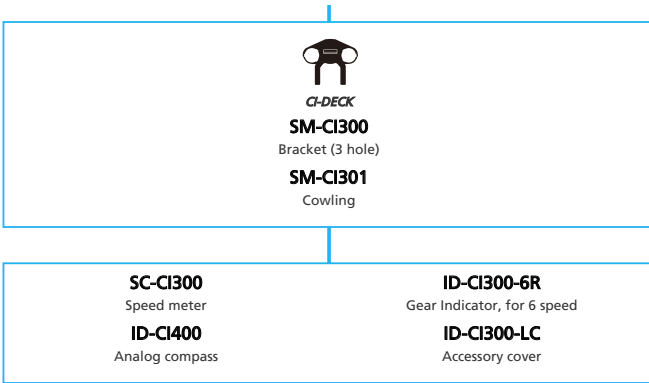 CI-DECK
SM-CI300
Bracket (3 hole)
SM-CI301
Cowling
SC-CI300
Speed meter
ID-CI400
Analog compass
ID-CI300-6R
Gear Indicator, for 6 speed
ID-CI300-LC
Accessory cover